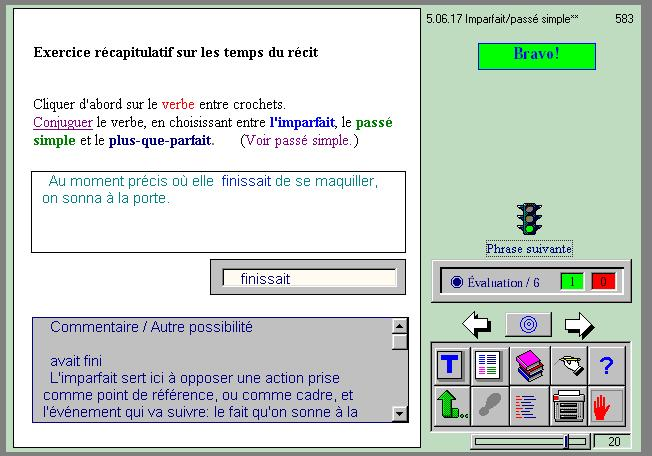 5.06.17 Imparfait/passé simple** 583
Exercice récapitulatif sur les temps du récit
Bravo!
Cliquer d'abord sur le verbe entre crochets.
Conjuguer le verbe, en choisissant entre l'imparfait, le passé
simple et le plus-que-parfait. (Voir passé simple.)
Au moment précis où elle finissait de se maquiller,
on sonna à la porte.
Phrase suivante
finissait
Évaluation / 6 1 0
Commentaire / Autre possibilité
avait fini
L'imparfait sert ici à opposer une action prise
comme point de référence, ou comme cadre, et
l'événement qui va suivre: le fait qu'on sonne à la
T ?
20